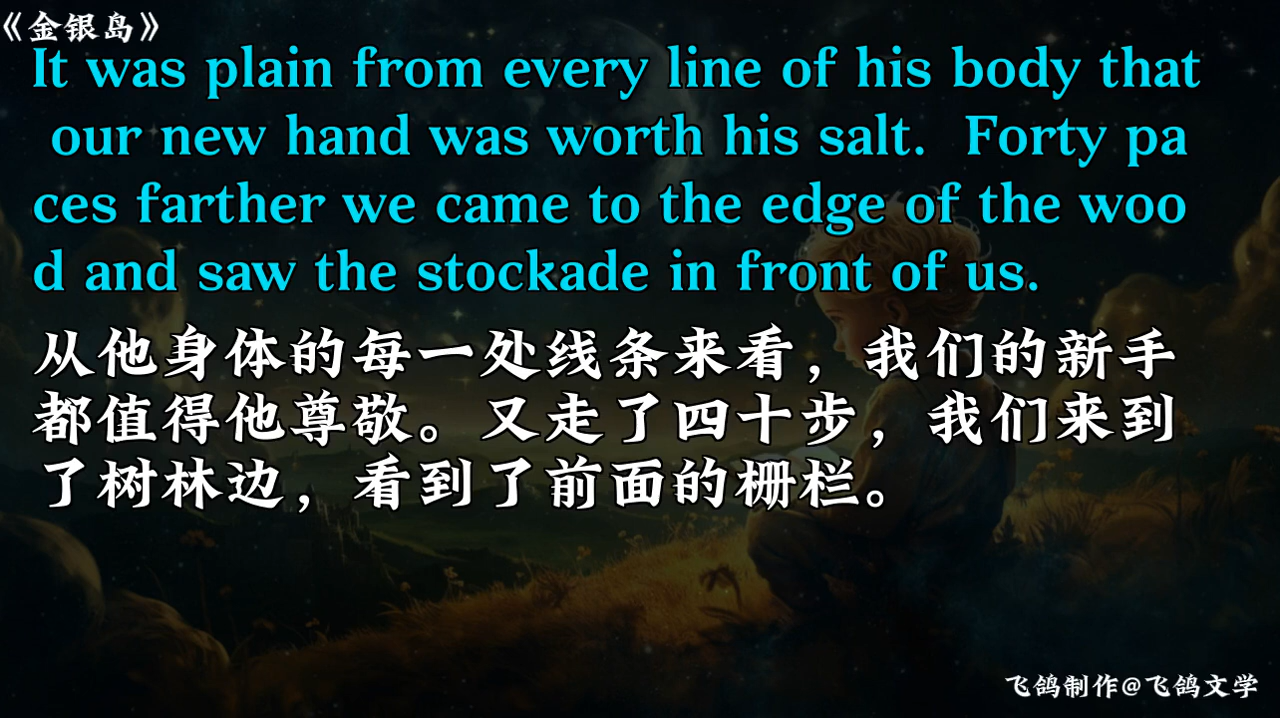 《金银岛》
It was plain from every line of his body that
our new hand was worth his salt.  Forty pa
ces farther we came to the edge of the woo
d and saw the stockade in front of us.
从他身体的每一处线条来看，我们的新手
都值得他尊敬。又走了四十步，我们来到
了树林边，看到了前面的栅栏。
飞鸽制作@飞鸽文学